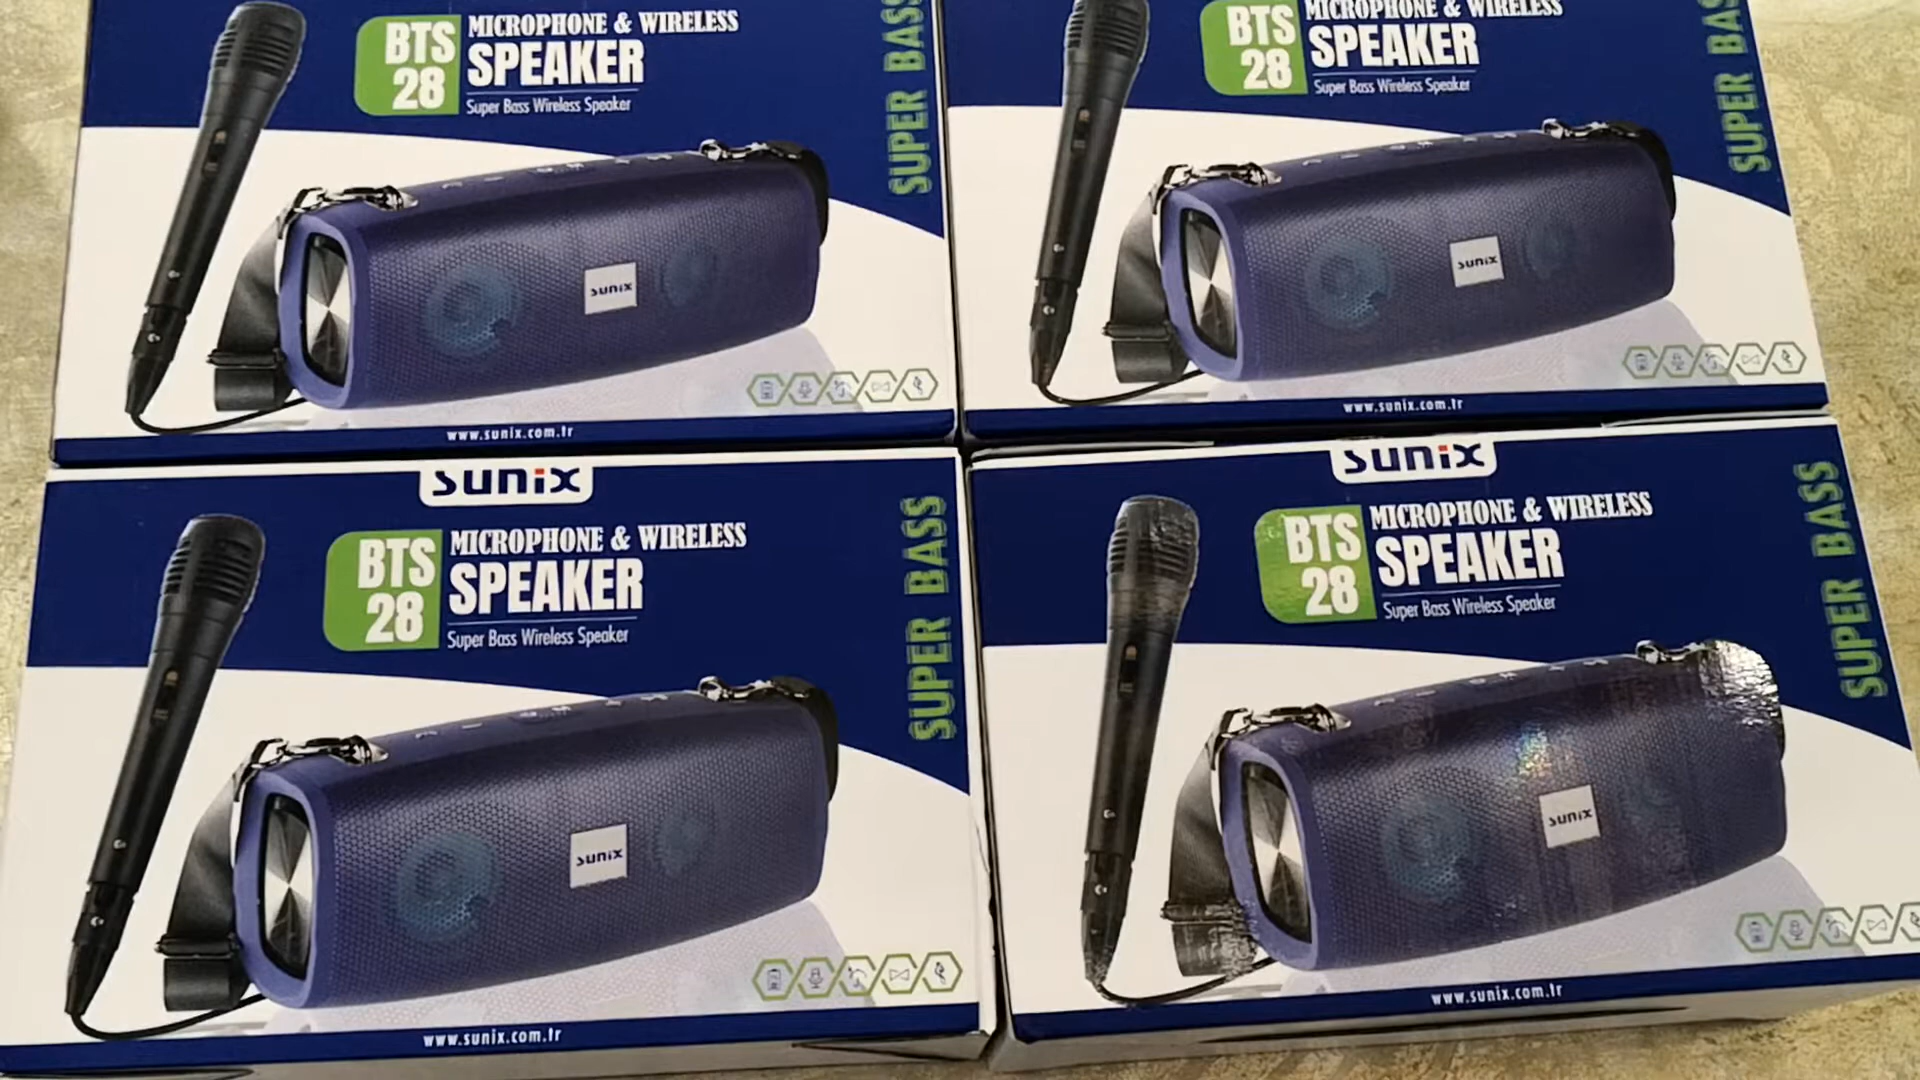 BTS
28
MICROPHONE & WIRELESS
SPEAKER
Super Bass Wireless Speaker
SUPER BASS
sunix
www.sunix.com.tr
BTS
28
MICROPHONE & WIRELESS
SPEAKER
Super Bass Wireless Speaker
SUPER BASS
sunix
www.sunix.com.tr
sunix
BTS
28
MICROPHONE & WIRELESS
SPEAKER
Super Bass Wireless Speaker
SUPER BASS
sunix
www.sunix.com.tr
sunix
BTS
28
MICROPHONE & WIRELESS
SPEAKER
Super Bass Wireless Speaker
SUPER BASS
sunix
www.sunix.com.tr